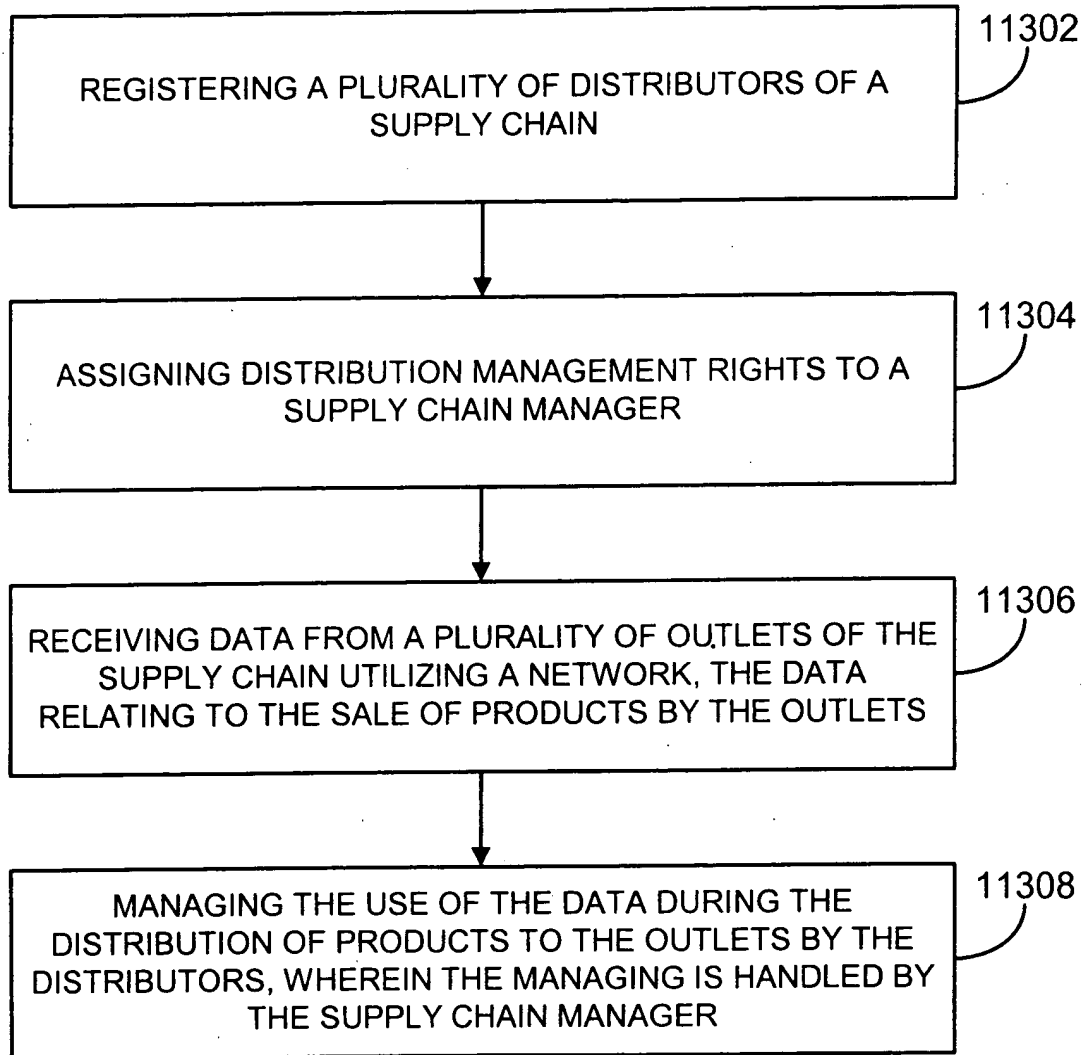 11302
REGISTERING A PLURALITY OF DISTRIBUTORS OF A
SUPPLY CHAIN
11304
ASSIGNING DISTRIBUTION MANAGEMENT RIGHTS TO A
SUPPLY CHAIN MANAGER
11306
RECEIVING DATA FROM A PLURALITY OF OUTLETS OF THE
SUPPLY CHAIN UTILIZING A NETWORK, THE DATA
RELATING TO THE SALE OF PRODUCTS BY THE OUTLETS
11308
MANAGING THE USE OF THE DATA DURING THE
DISTRIBUTION OF PRODUCTS TO THE OUTLETS BY THE
DISTRIBUTORS, WHEREIN THE MANAGING IS HANDLED BY
THE SUPPLY CHAIN MANAGER